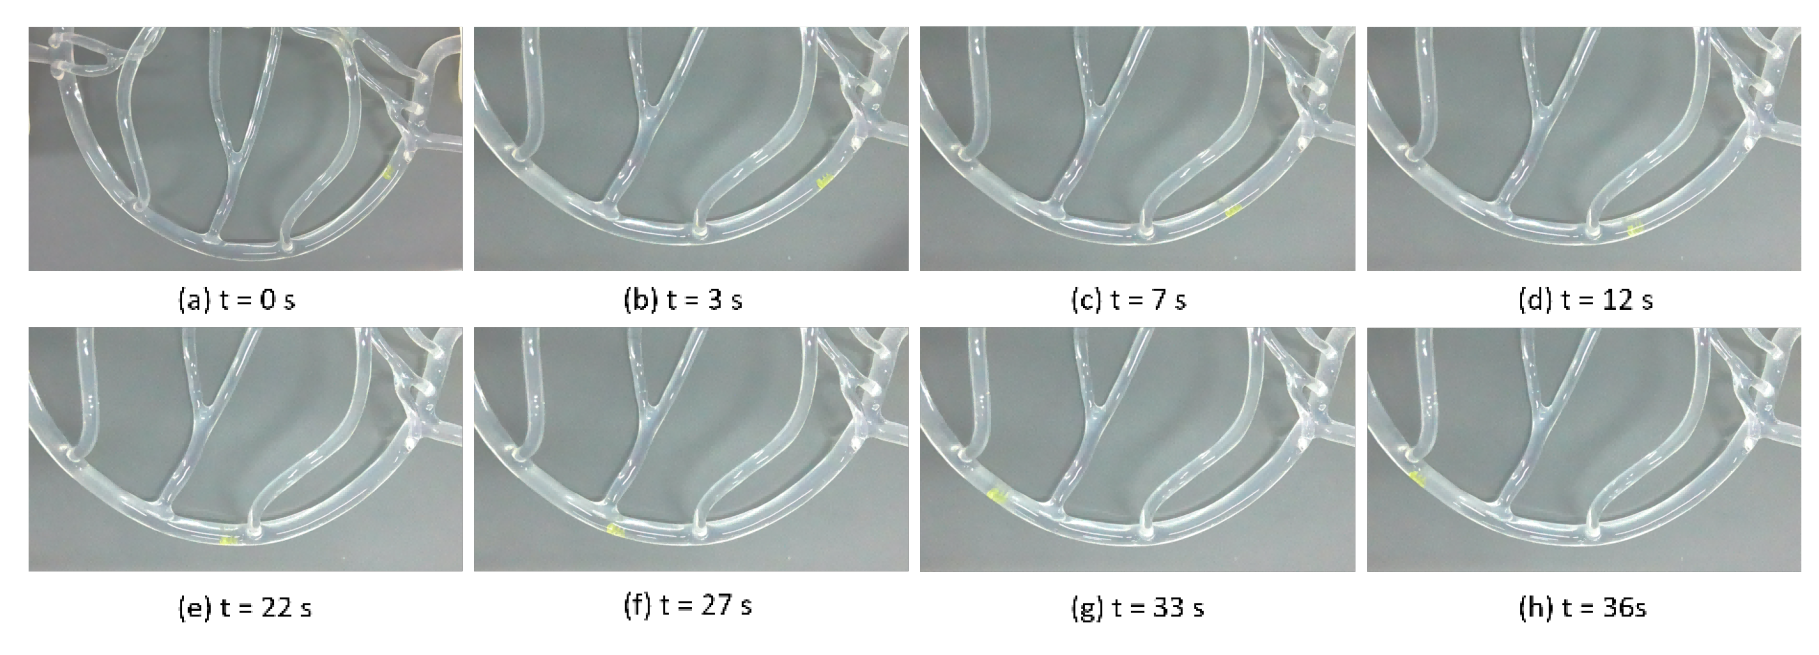 (a) t = 0 s
(b) t = 3 s
(c) t = 7 s
(d) t = 12 s
(e) t = 22 s
(f) t = 27 s
(g) t = 33 s
(h) t = 36s